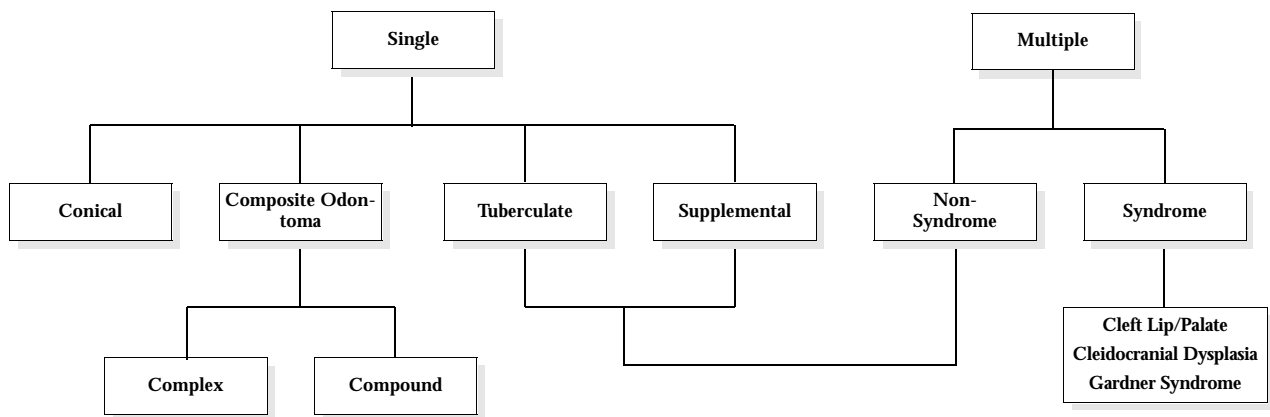 Single
Multiple
Conical
Composite Odon-
toma
Tuberculate
Supplemental
Non-
Syndrome
Syndrome
Complex
Compound
Cleft Lip/Palate
Cleidocranial Dysplasia
Gardner Syndrome